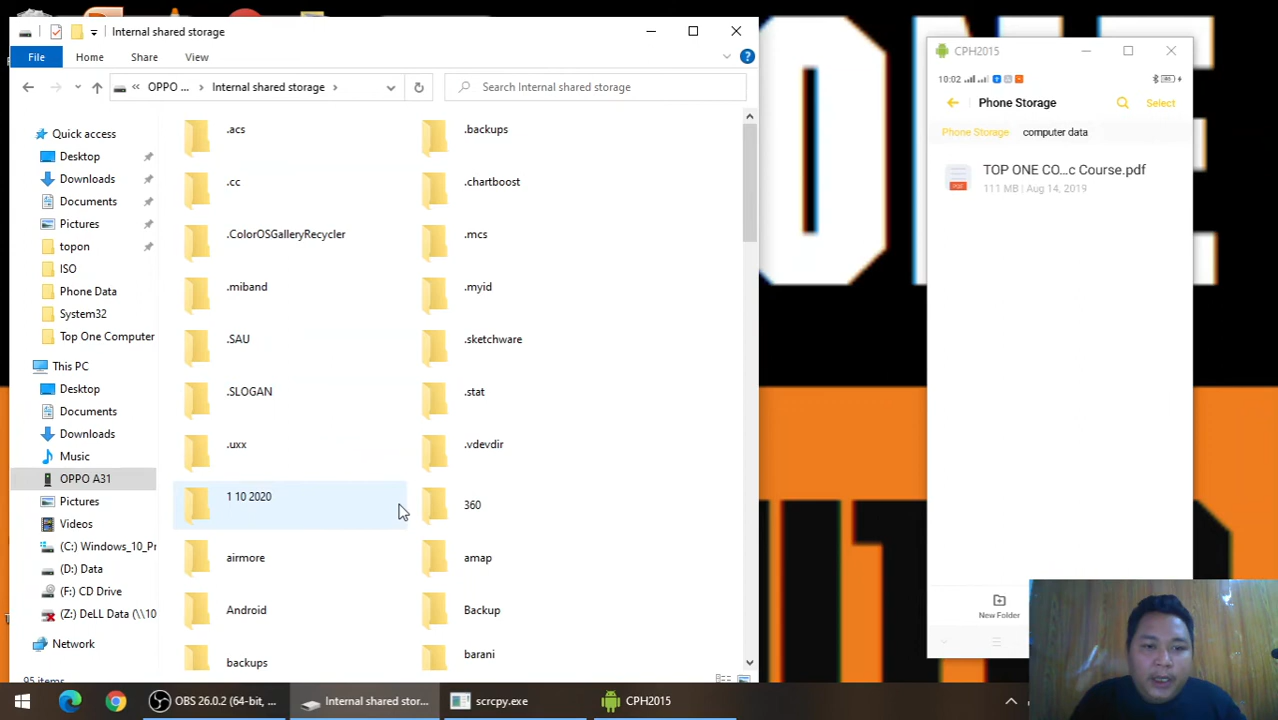 Internal shared storage
File
Home
Share
View
OPPO ...
Internal shared storage
Search Internal shared storage
Quick access
Desktop
Downloads
Documents
Pictures
topon
ISO
Phone Data
System32
Top One Computer
This PC
Desktop
Documents
Downloads
Music
OPPO A31
Pictures
Videos
(C:) Windows_10_Pr
(D:) Data
(F:) CD Drive
(Z:) DeLL Data (\\10
Network
.acs
.backups
.cc
.chartboost
.ColorOSGalleryRecycler
.mcs
.miband
.myid
.SAU
.sketchware
.SLOGAN
.stat
.uxx
.vdevdir
1 10 2020
360
airmore
amap
Android
Backup
backups
barani
95 items
CPH2015
10:02
Phone Storage
Select
Phone Storage
computer data
TOP ONE CO...c Course.pdf
111 MB | Aug 14, 2019
PDF
New Folder
OBS 26.0.2 (64-bit, ...
Internal shared stor...
scrcpy.exe
CPH2015